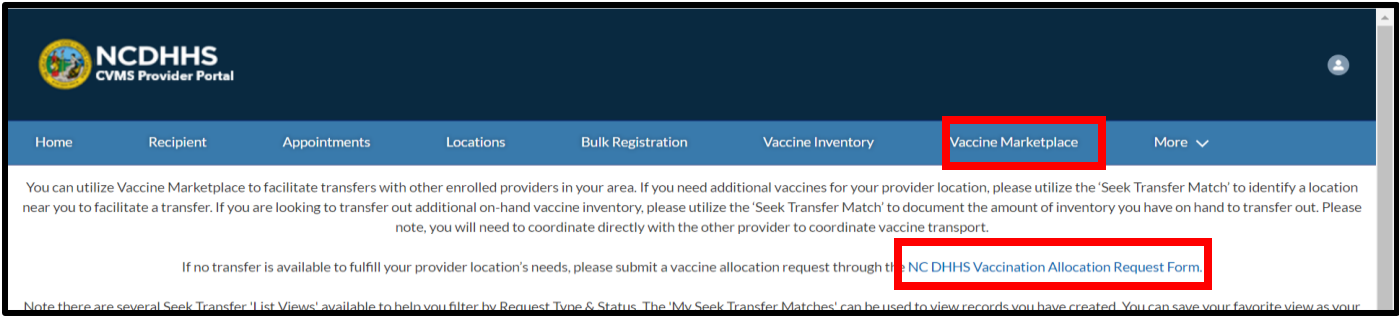 NCDHHS
CVMS Provider Portal
Home Recipient Appointments Locations Bulk Registration Vaccine Inventory Vaccine Marketplace More
You can utilize Vaccine Marketplace to facilitate transfers with other enrolled providers in your area. If you need additional vaccines for your provider location, please utilize the ‘Seek Transfer Match’ to identify a location
near you to facilitate a transfer. If you are looking to transfer out additional on-hand vaccine inventory, please utilize the ‘Seek Transfer Match’ to document the amount of inventory you have on hand to transfer out. Please
note, you will need to coordinate directly with the other provider to coordinate vaccine transport.
If no transfer is available to fulfill your provider location’s needs, please submit a vaccine allocation request through the NC DHHS Vaccination Allocation Request Form.
Note there are several Seek Transfer 'List Views' available to help you filter by Request Type & Status. The 'My Seek Transfer Matches' can be used to view records you have created. You can save your favorite view as your